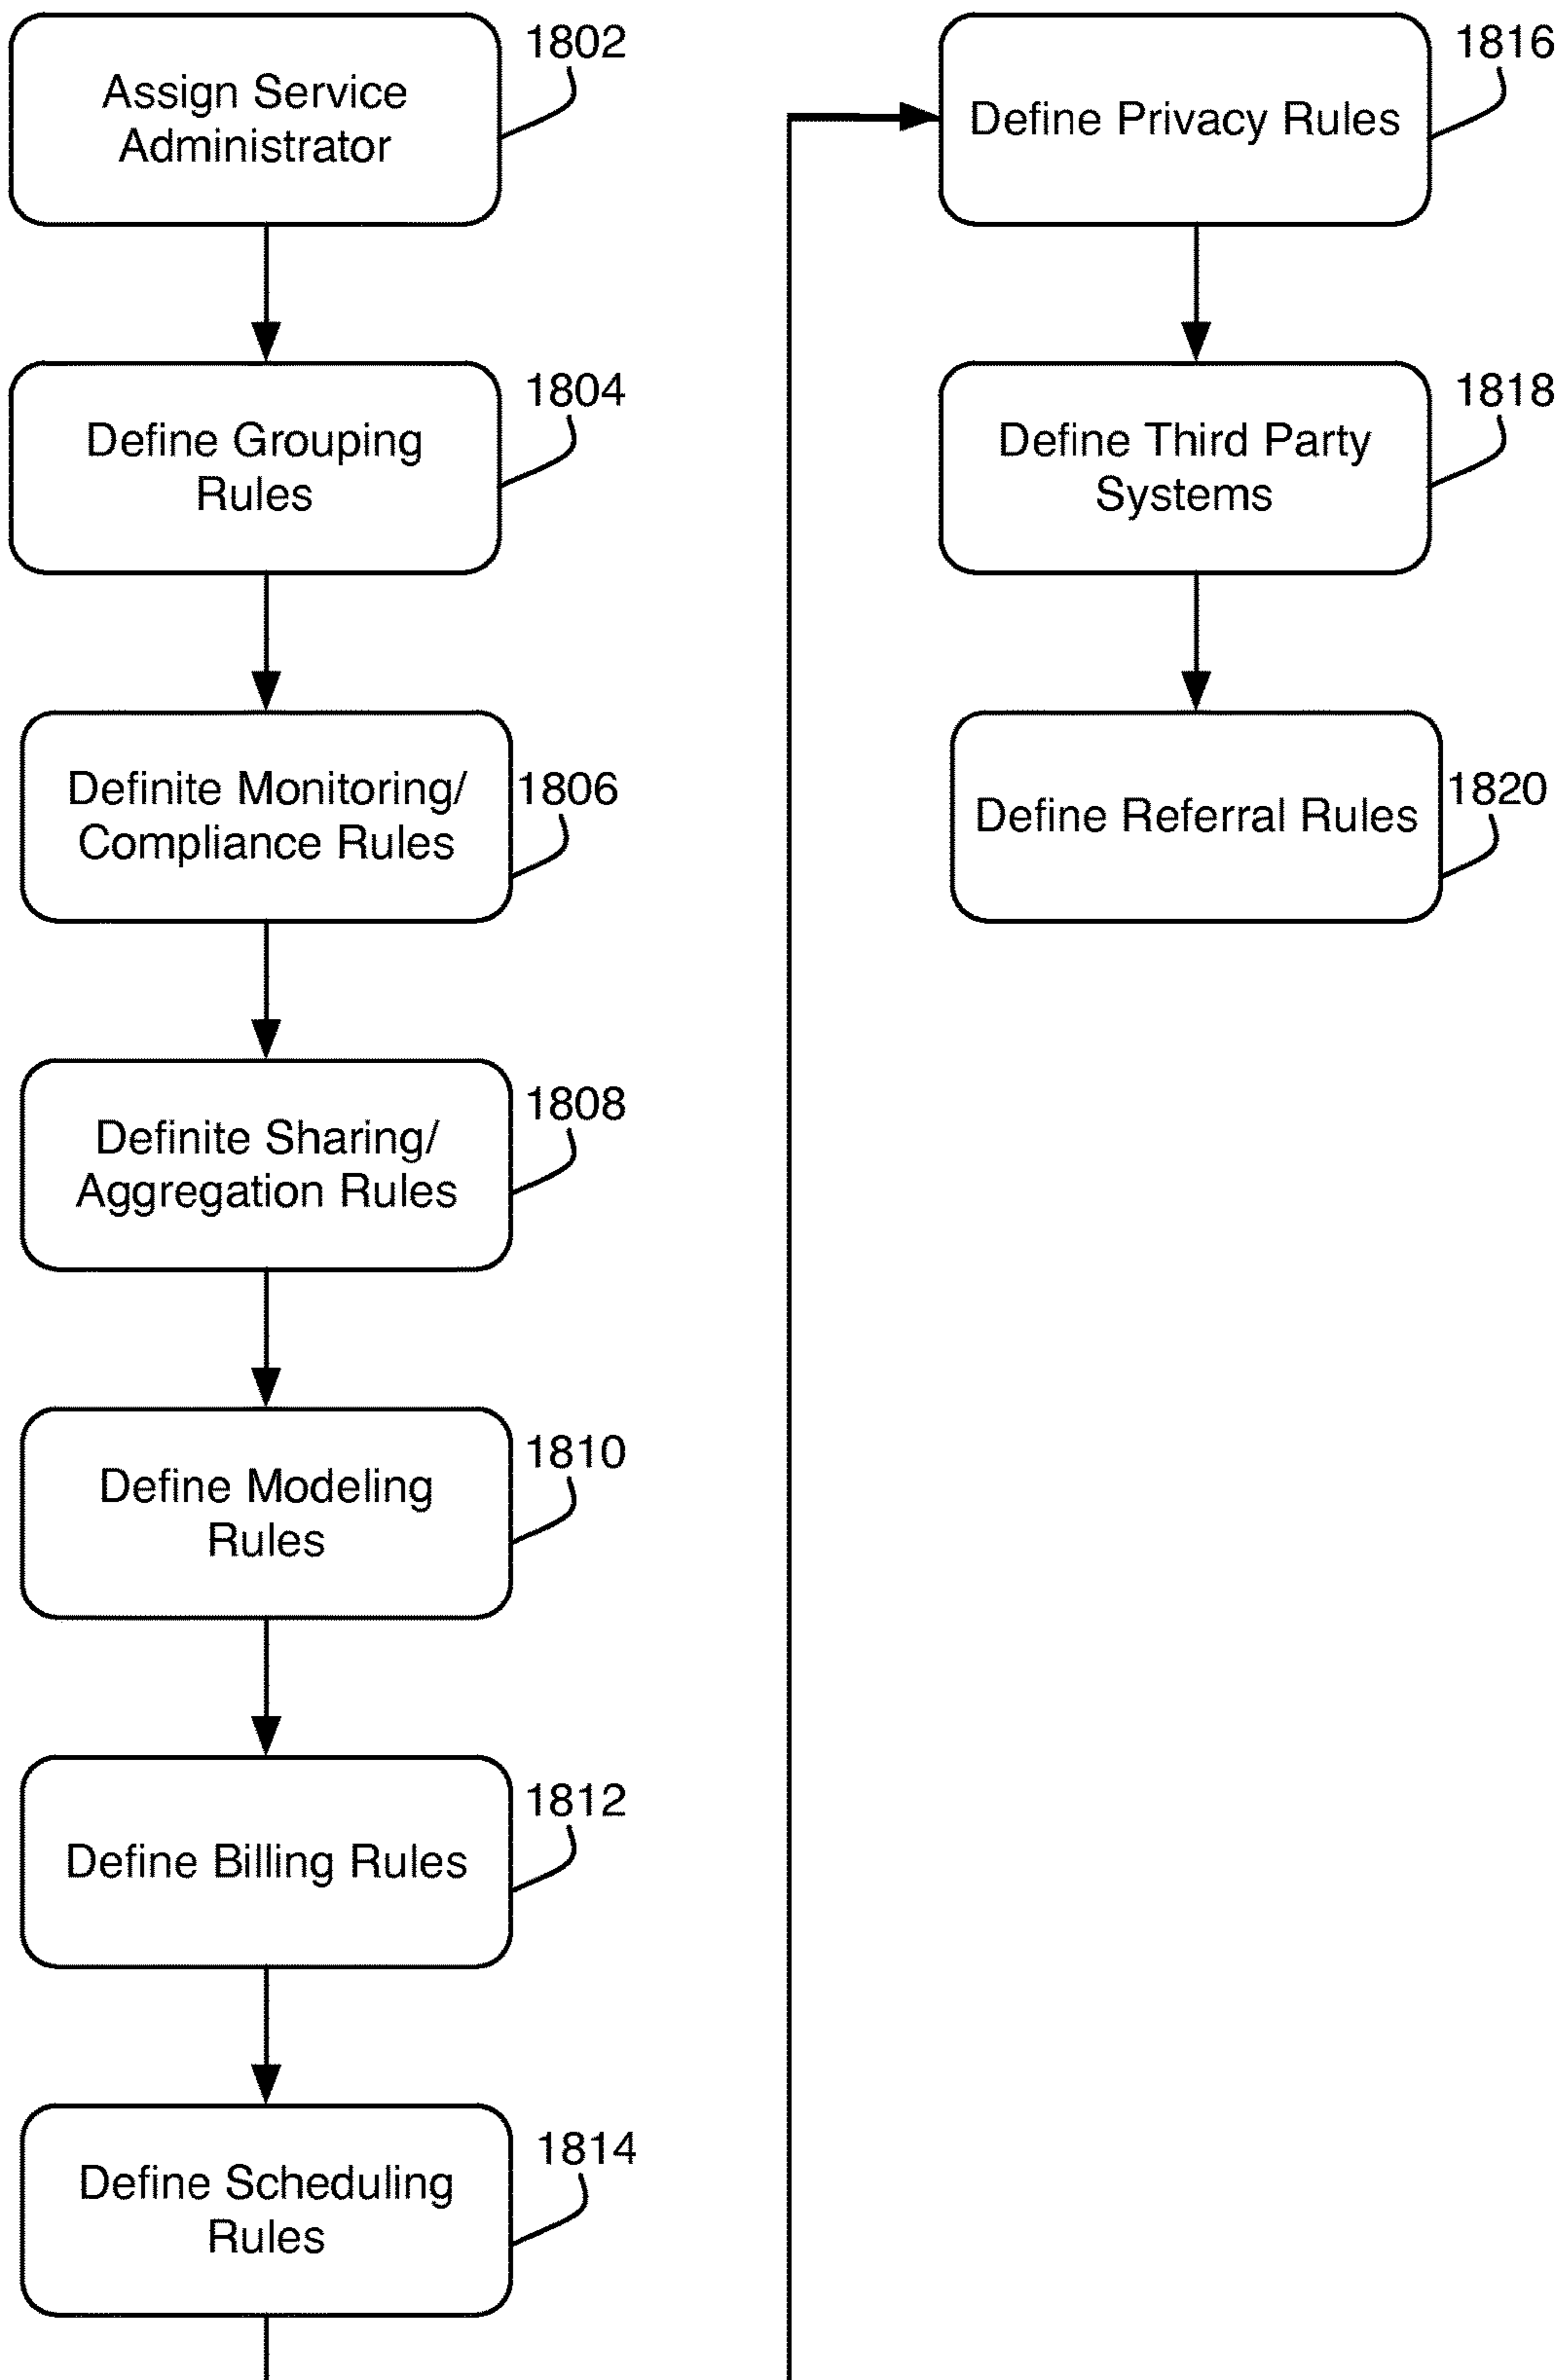 Assign Service
Administrator
1802
Define Grouping
Rules
1804
Definite Monitoring/
Compliance Rules
1806
Definite Sharing/
Aggregation Rules
1808
Define Modeling
Rules
1810
Define Billing Rules
1812
Define Scheduling
Rules
1814
Define Privacy Rules
1816
Define Third Party
Systems
1818
Define Referral Rules
1820